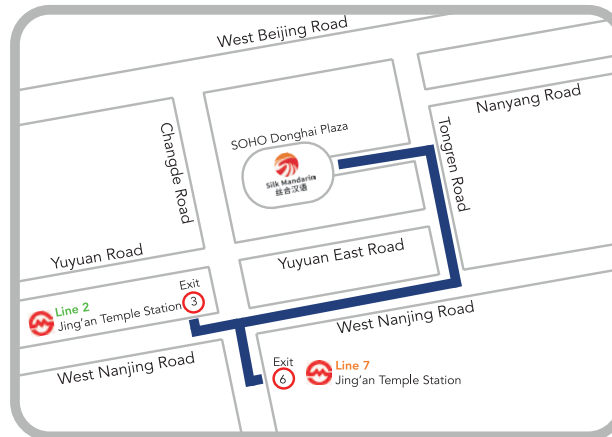 West Beijing Road
Nanyang Road
SOHO Donghai Plaza
Changde Road
Tongren Road
Silk Mandarin
丝合汉语
Yuyuan Road
Yuyuan East Road
Exit
3
Line 2
Jing'an Temple Station
West Nanjing Road
West Nanjing Road
Exit
6
Line 7
Jing'an Temple Station